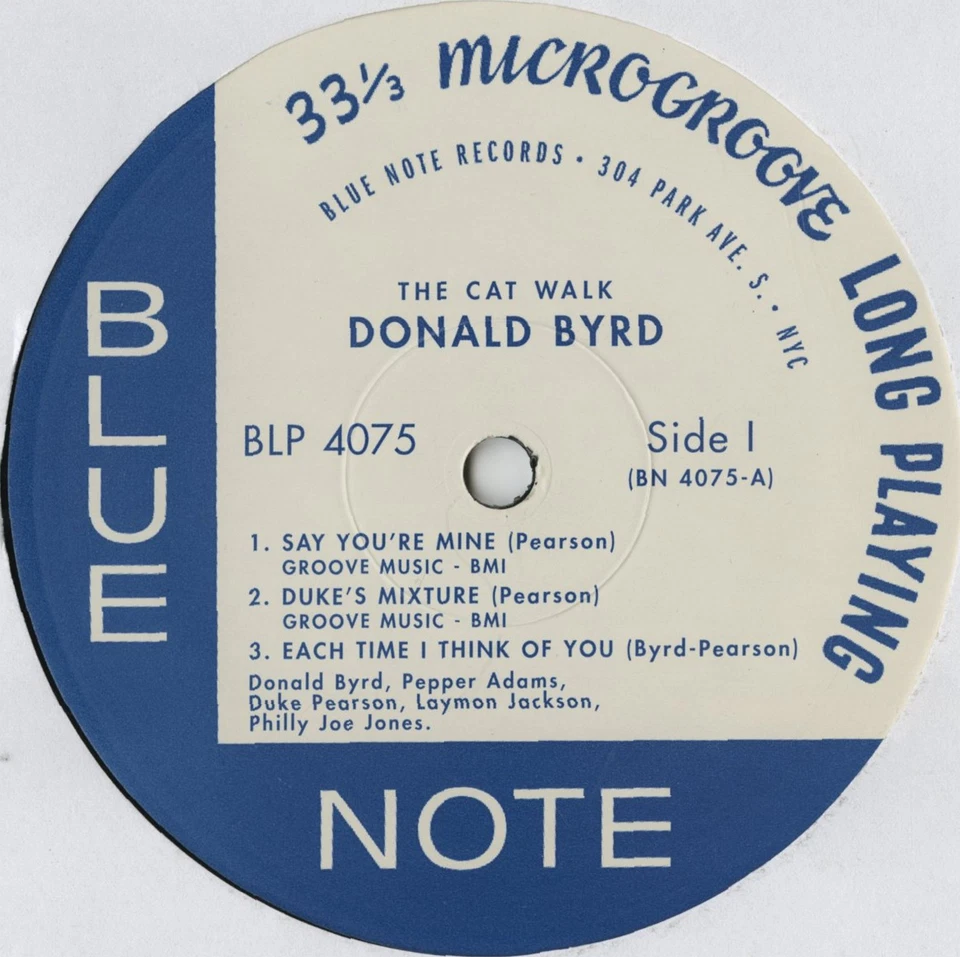 33⅓ MICROGROOVE LONG PLAYING
BLUE NOTE RECORDS • 304 PARK AVE. S. • NYC
THE CAT WALK
DONALD BYRD
BLP 4075
Side 1
(BN 4075-A)
1. SAY YOU'RE MINE (Pearson)
GROOVE MUSIC - BMI
2. DUKE'S MIXTURE (Pearson)
GROOVE MUSIC - BMI
3. EACH TIME I THINK OF YOU (Byrd-Pearson)
Donald Byrd, Pepper Adams,
Duke Pearson, Laymon Jackson,
Philly Joe Jones.
BLUE
NOTE